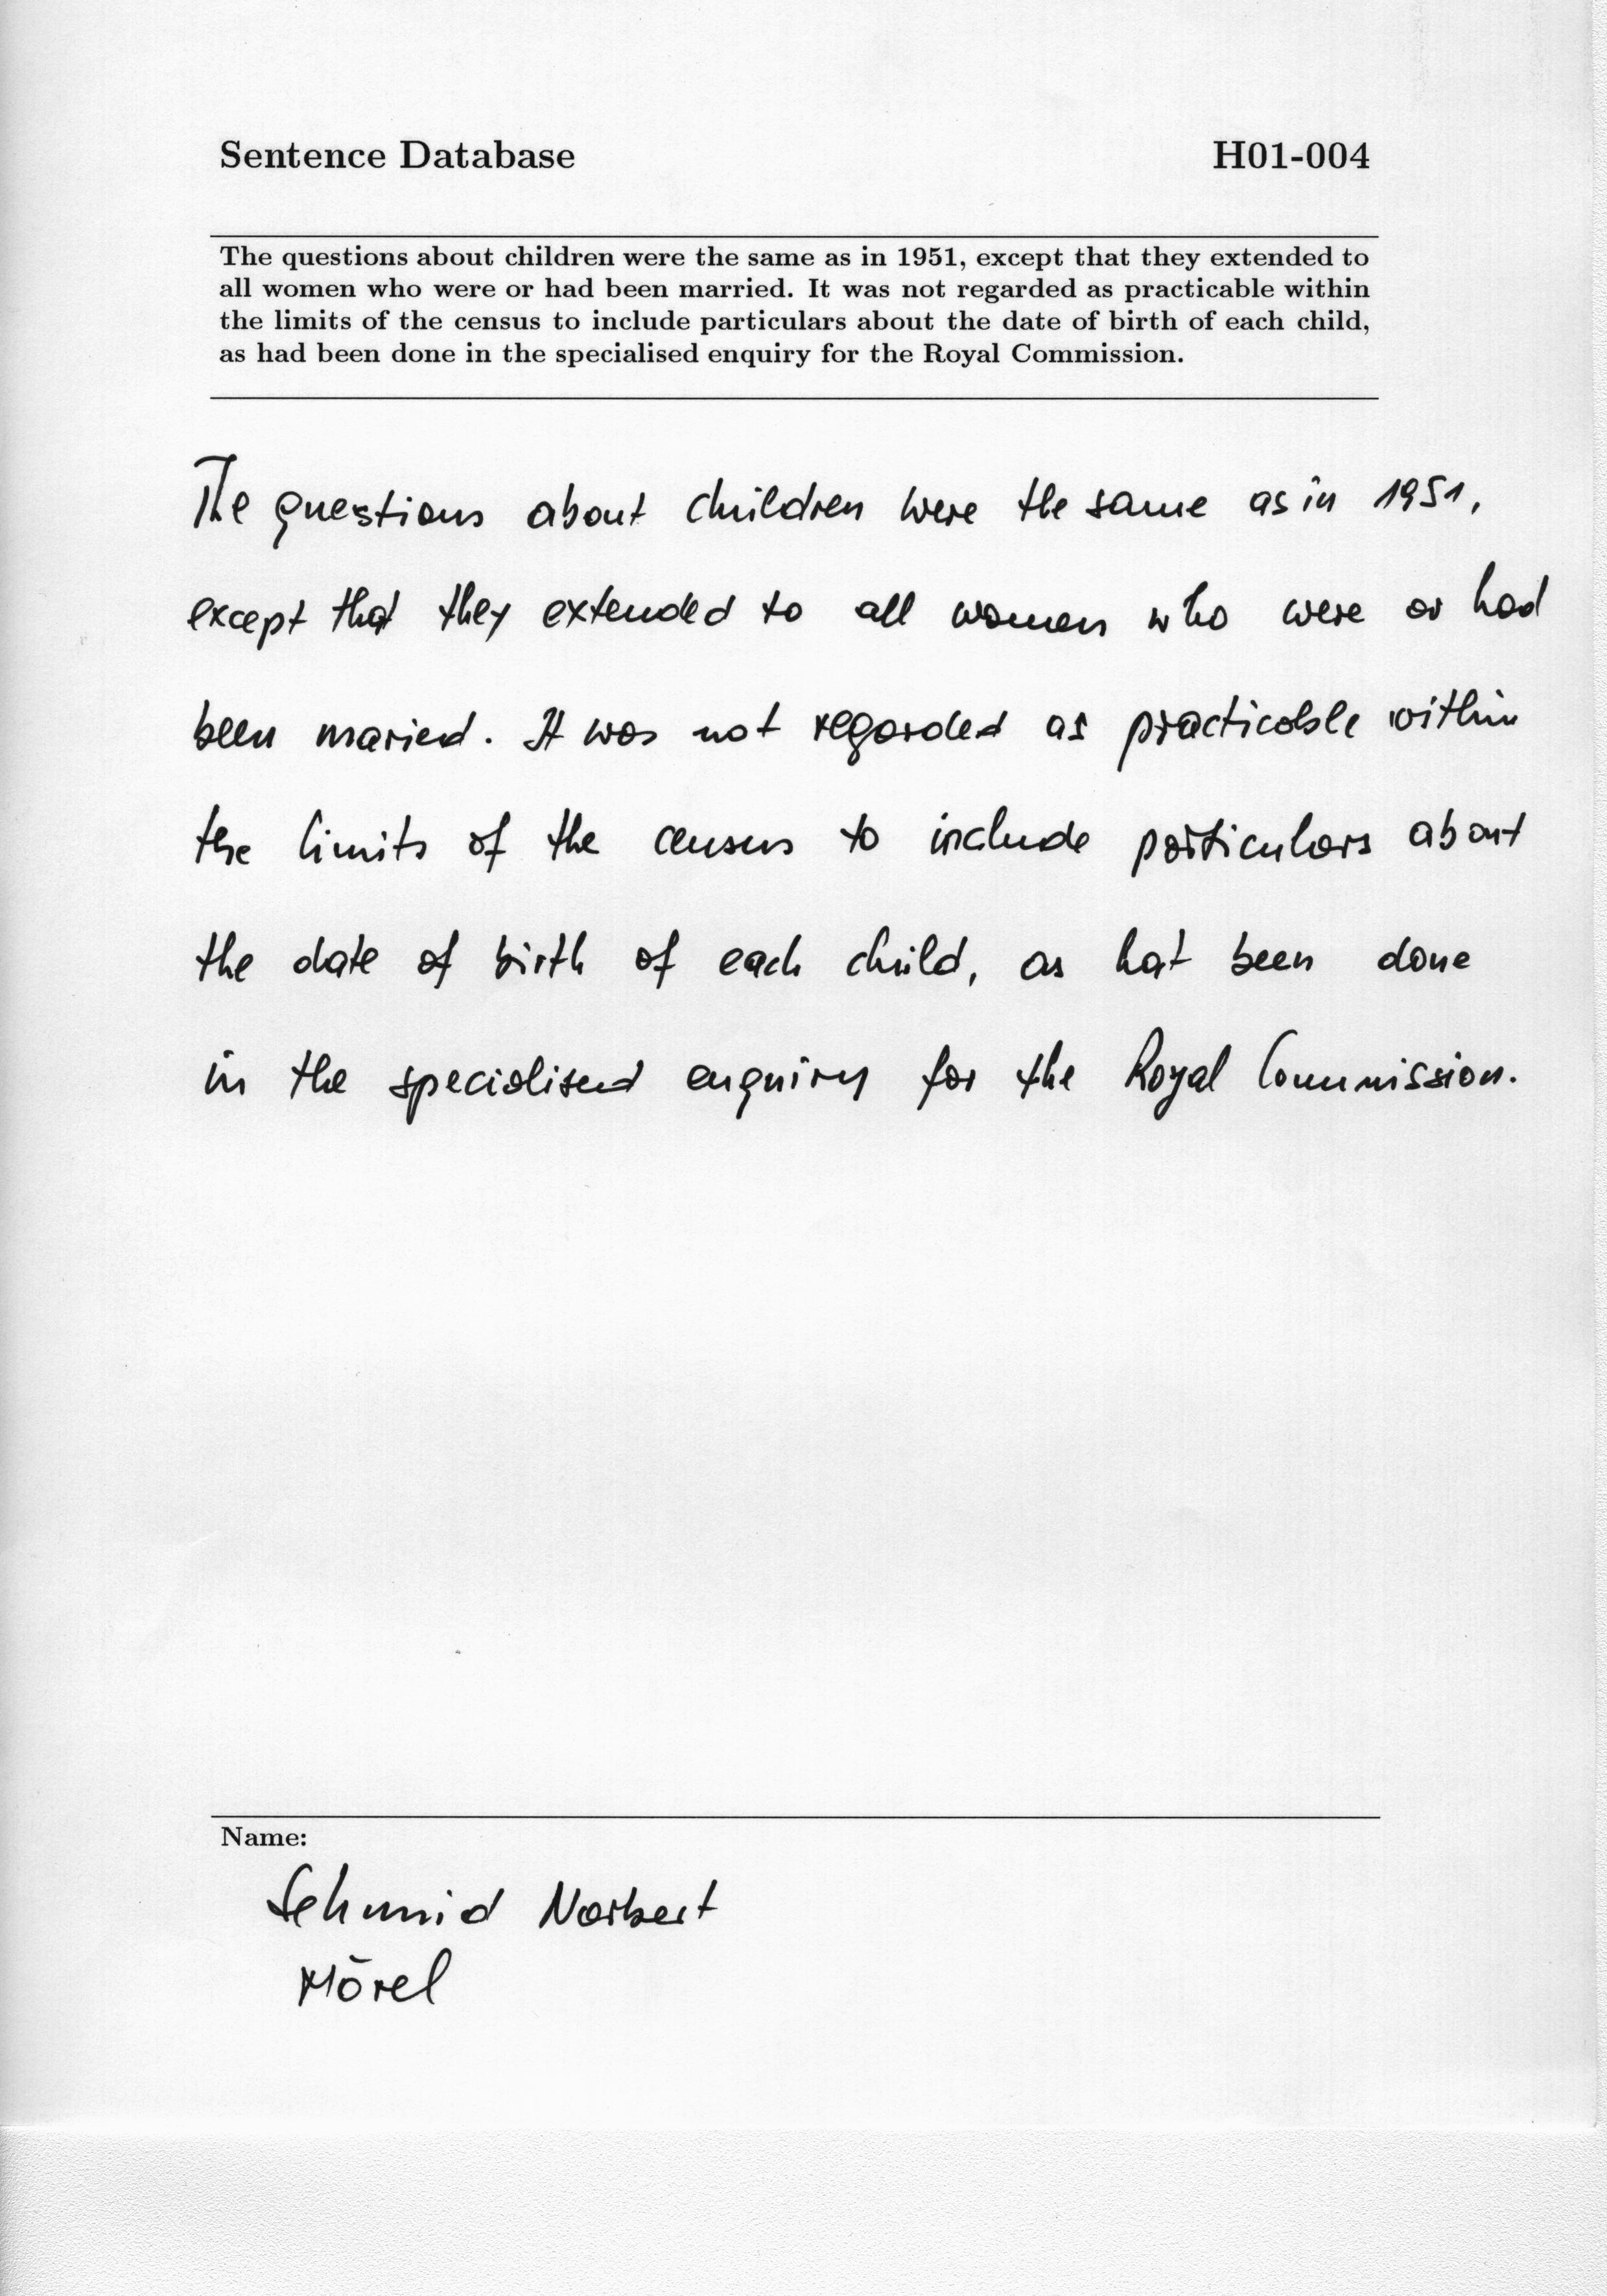 Sentence Database H01-004
The questions about children were the same as in 1951, except that they extended to
all women who were or had been married. It was not regarded as practicable within
the limits of the census to include particulars about the date of birth of each child,
as had been done in the specialised enquiry for the Royal Commission.
The questions about children were the same as in 1951,
except that they extended to all women who were or had
been maried. It was not regarded as practicable within
the limits of the census to include particulars about
the date of birth of each child, as hat been done
in the specialised enquiry for the Royal Commission.
Name:
Schmid Norbert
Mörel